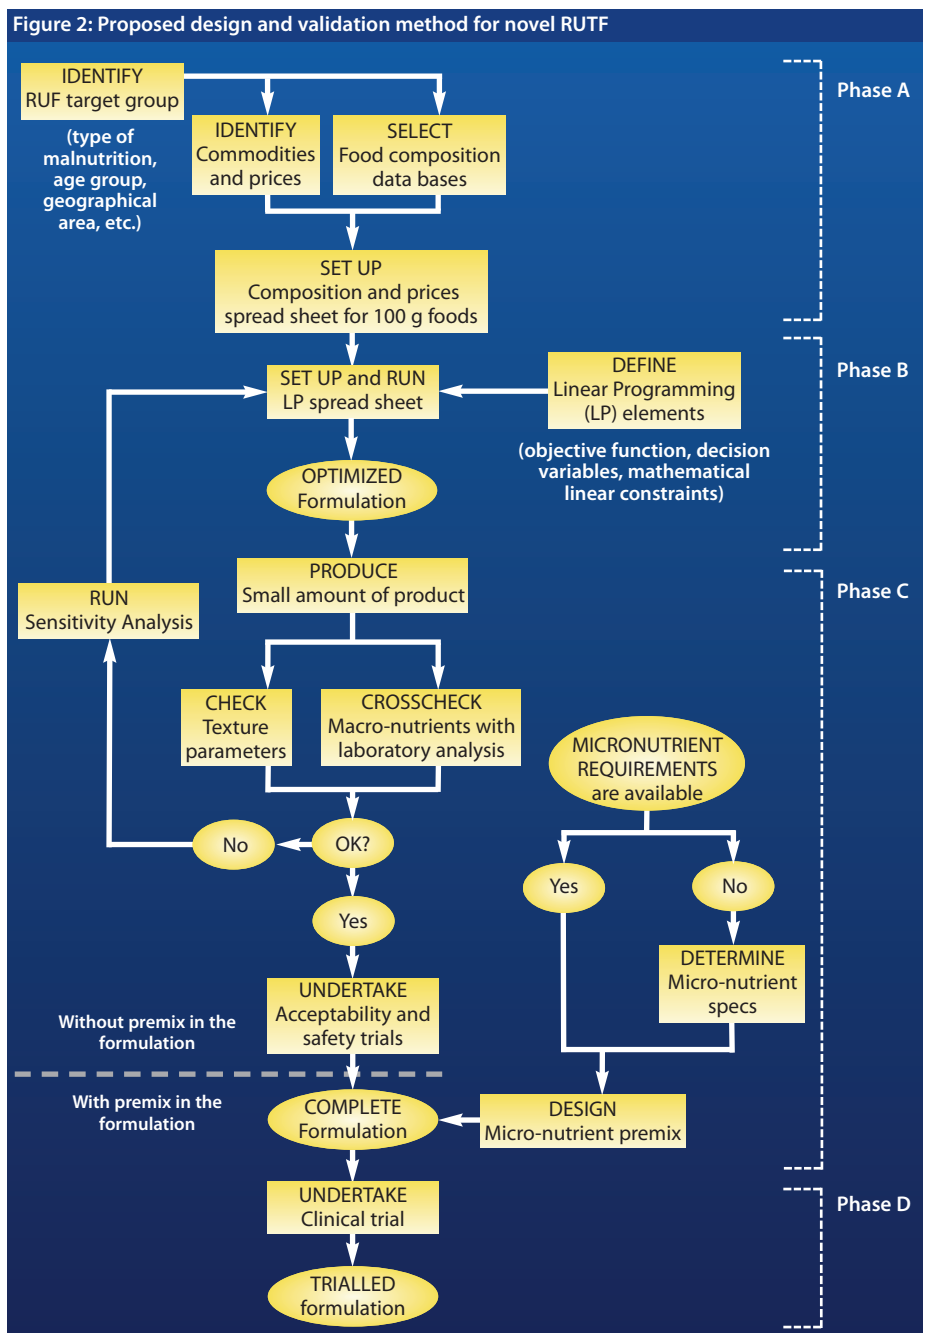 Figure 2: Proposed design and validation method for novel RUTF
Phase A
IDENTIFY
RUF target group
(type of
malnutrition,
age group,
geographical
area, etc.)
IDENTIFY
Commodities
and prices
SELECT
Food composition
data bases
SET UP
Composition and prices
spread sheet for 100 g foods
Phase B
SET UP and RUN
LP spread sheet
DEFINE
Linear Programming
(LP) elements
(objective function, decision
variables, mathematical
linear constraints)
OPTIMIZED
Formulation
Phase C
PRODUCE
Small amount of product
RUN
Sensitivity Analysis
CHECK
Texture
parameters
CROSSCHECK
Macro-nutrients with
laboratory analysis
MICRONUTRIENT
REQUIREMENTS
are available
No
OK?
Yes
Yes
No
DETERMINE
Micro-nutrient
specs
UNDERTAKE
Acceptability and
safety trials
Without premix in the
formulation
With premix in the
formulation
COMPLETE
Formulation
DESIGN
Micro-nutrient premix
Phase D
UNDERTAKE
Clinical trial
TRIALLED
formulation